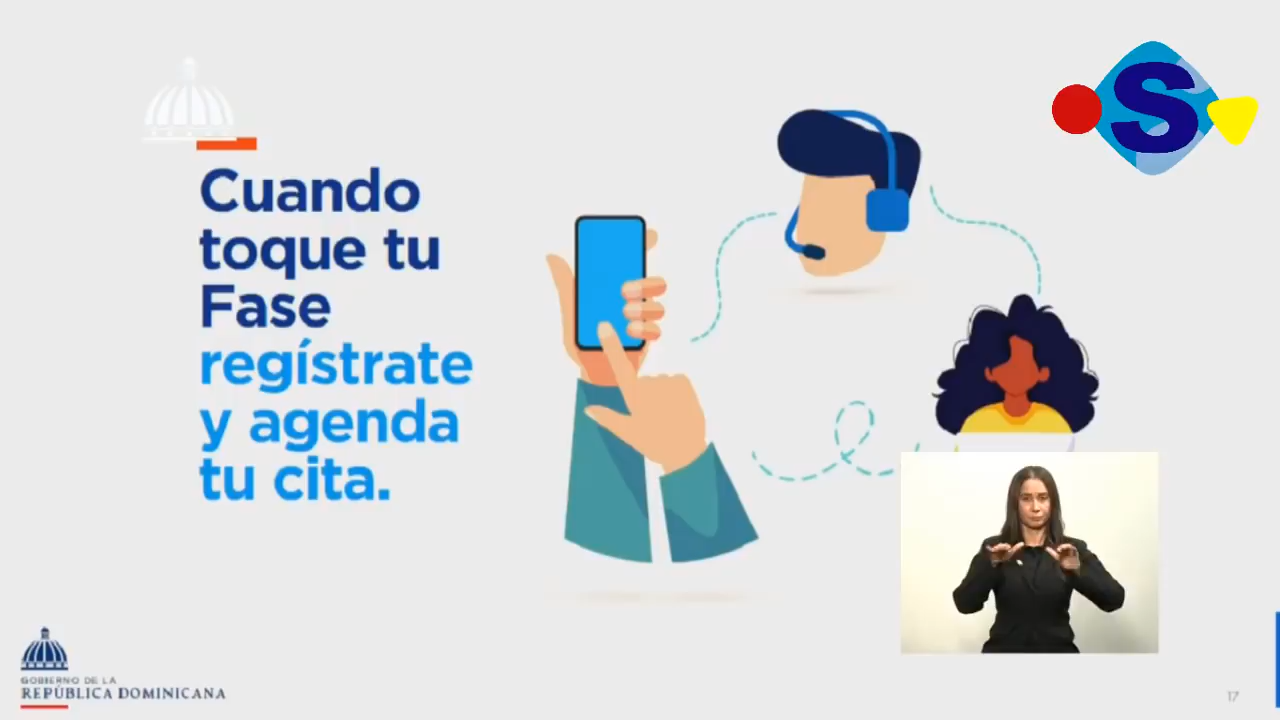 S
Cuando
toque tu
Fase
regístrate
y agenda
tu cita.
GOBIERNO DE LA
REPÚBLICA DOMINICANA
17